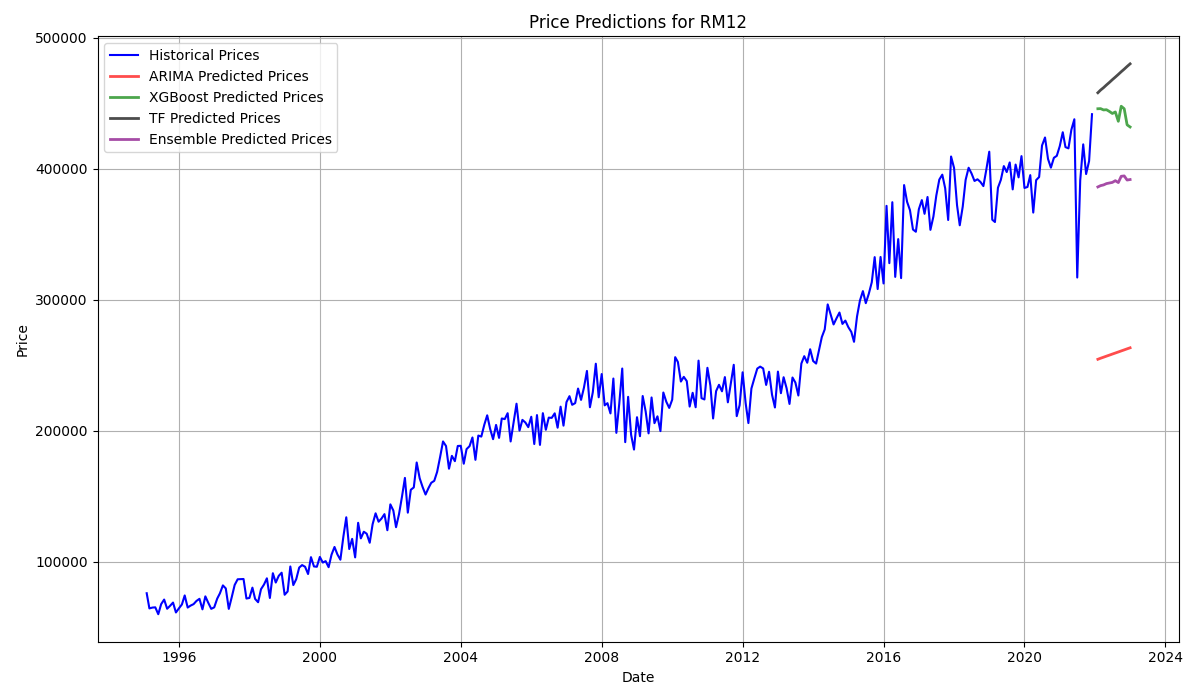 Price Predictions for RM12
Historical Prices
ARIMA Predicted Prices
XGBoost Predicted Prices
TF Predicted Prices
Ensemble Predicted Prices
Price
500000
400000
300000
200000
100000
1996 2000 2004 2008 2012 2016 2020 2024
Date